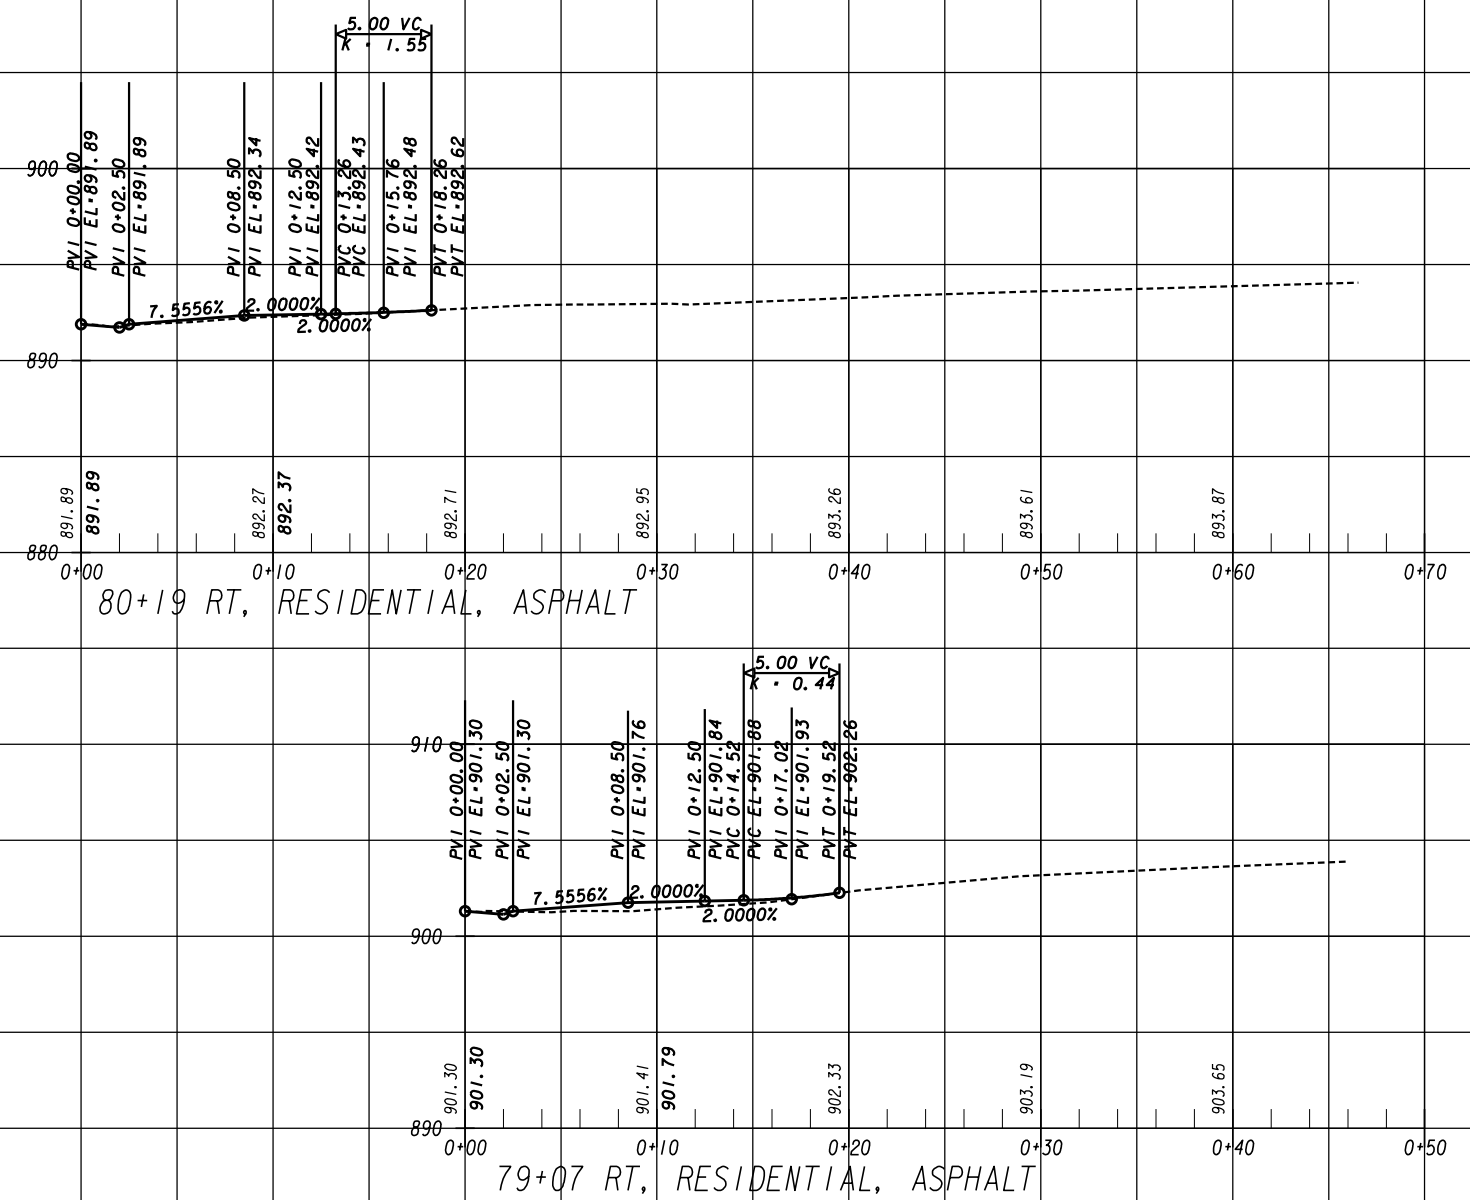 5.00 VC
K = 1.55
PVI 0+00.00
PVI EL=891.89
PVI 0+02.50
PVI EL=891.89
PVI 0+08.50
PVI EL=892.34
PVI 0+12.50
PVI EL=892.42
PVC 0+13.26
PVC EL=892.43
PVI 0+15.76
PVI EL=892.48
PVT 0+18.26
PVT EL=892.62
900
7.5556%
2.0000%
2.0000%
890
891.89
891.89
892.27
892.37
892.71
892.95
893.26
893.61
893.87
880
0+00 0+10 0+20 0+30 0+40 0+50 0+60 0+70
80+19 RT, RESIDENTIAL, ASPHALT
5.00 VC
K = 0.44
PVI 0+00.00
PVI EL=901.30
PVI 0+02.50
PVI EL=901.30
PVI 0+08.50
PVI EL=901.76
PVI 0+12.50
PVI EL=901.84
PVC 0+14.52
PVC EL=901.88
PVI 0+17.02
PVI EL=901.93
PVT 0+19.52
PVT EL=902.26
910
7.5556%
2.0000%
2.0000%
900
901.30
901.30
901.41
901.79
902.33
903.19
903.65
890
0+00 0+10 0+20 0+30 0+40 0+50
79+07 RT, RESIDENTIAL, ASPHALT